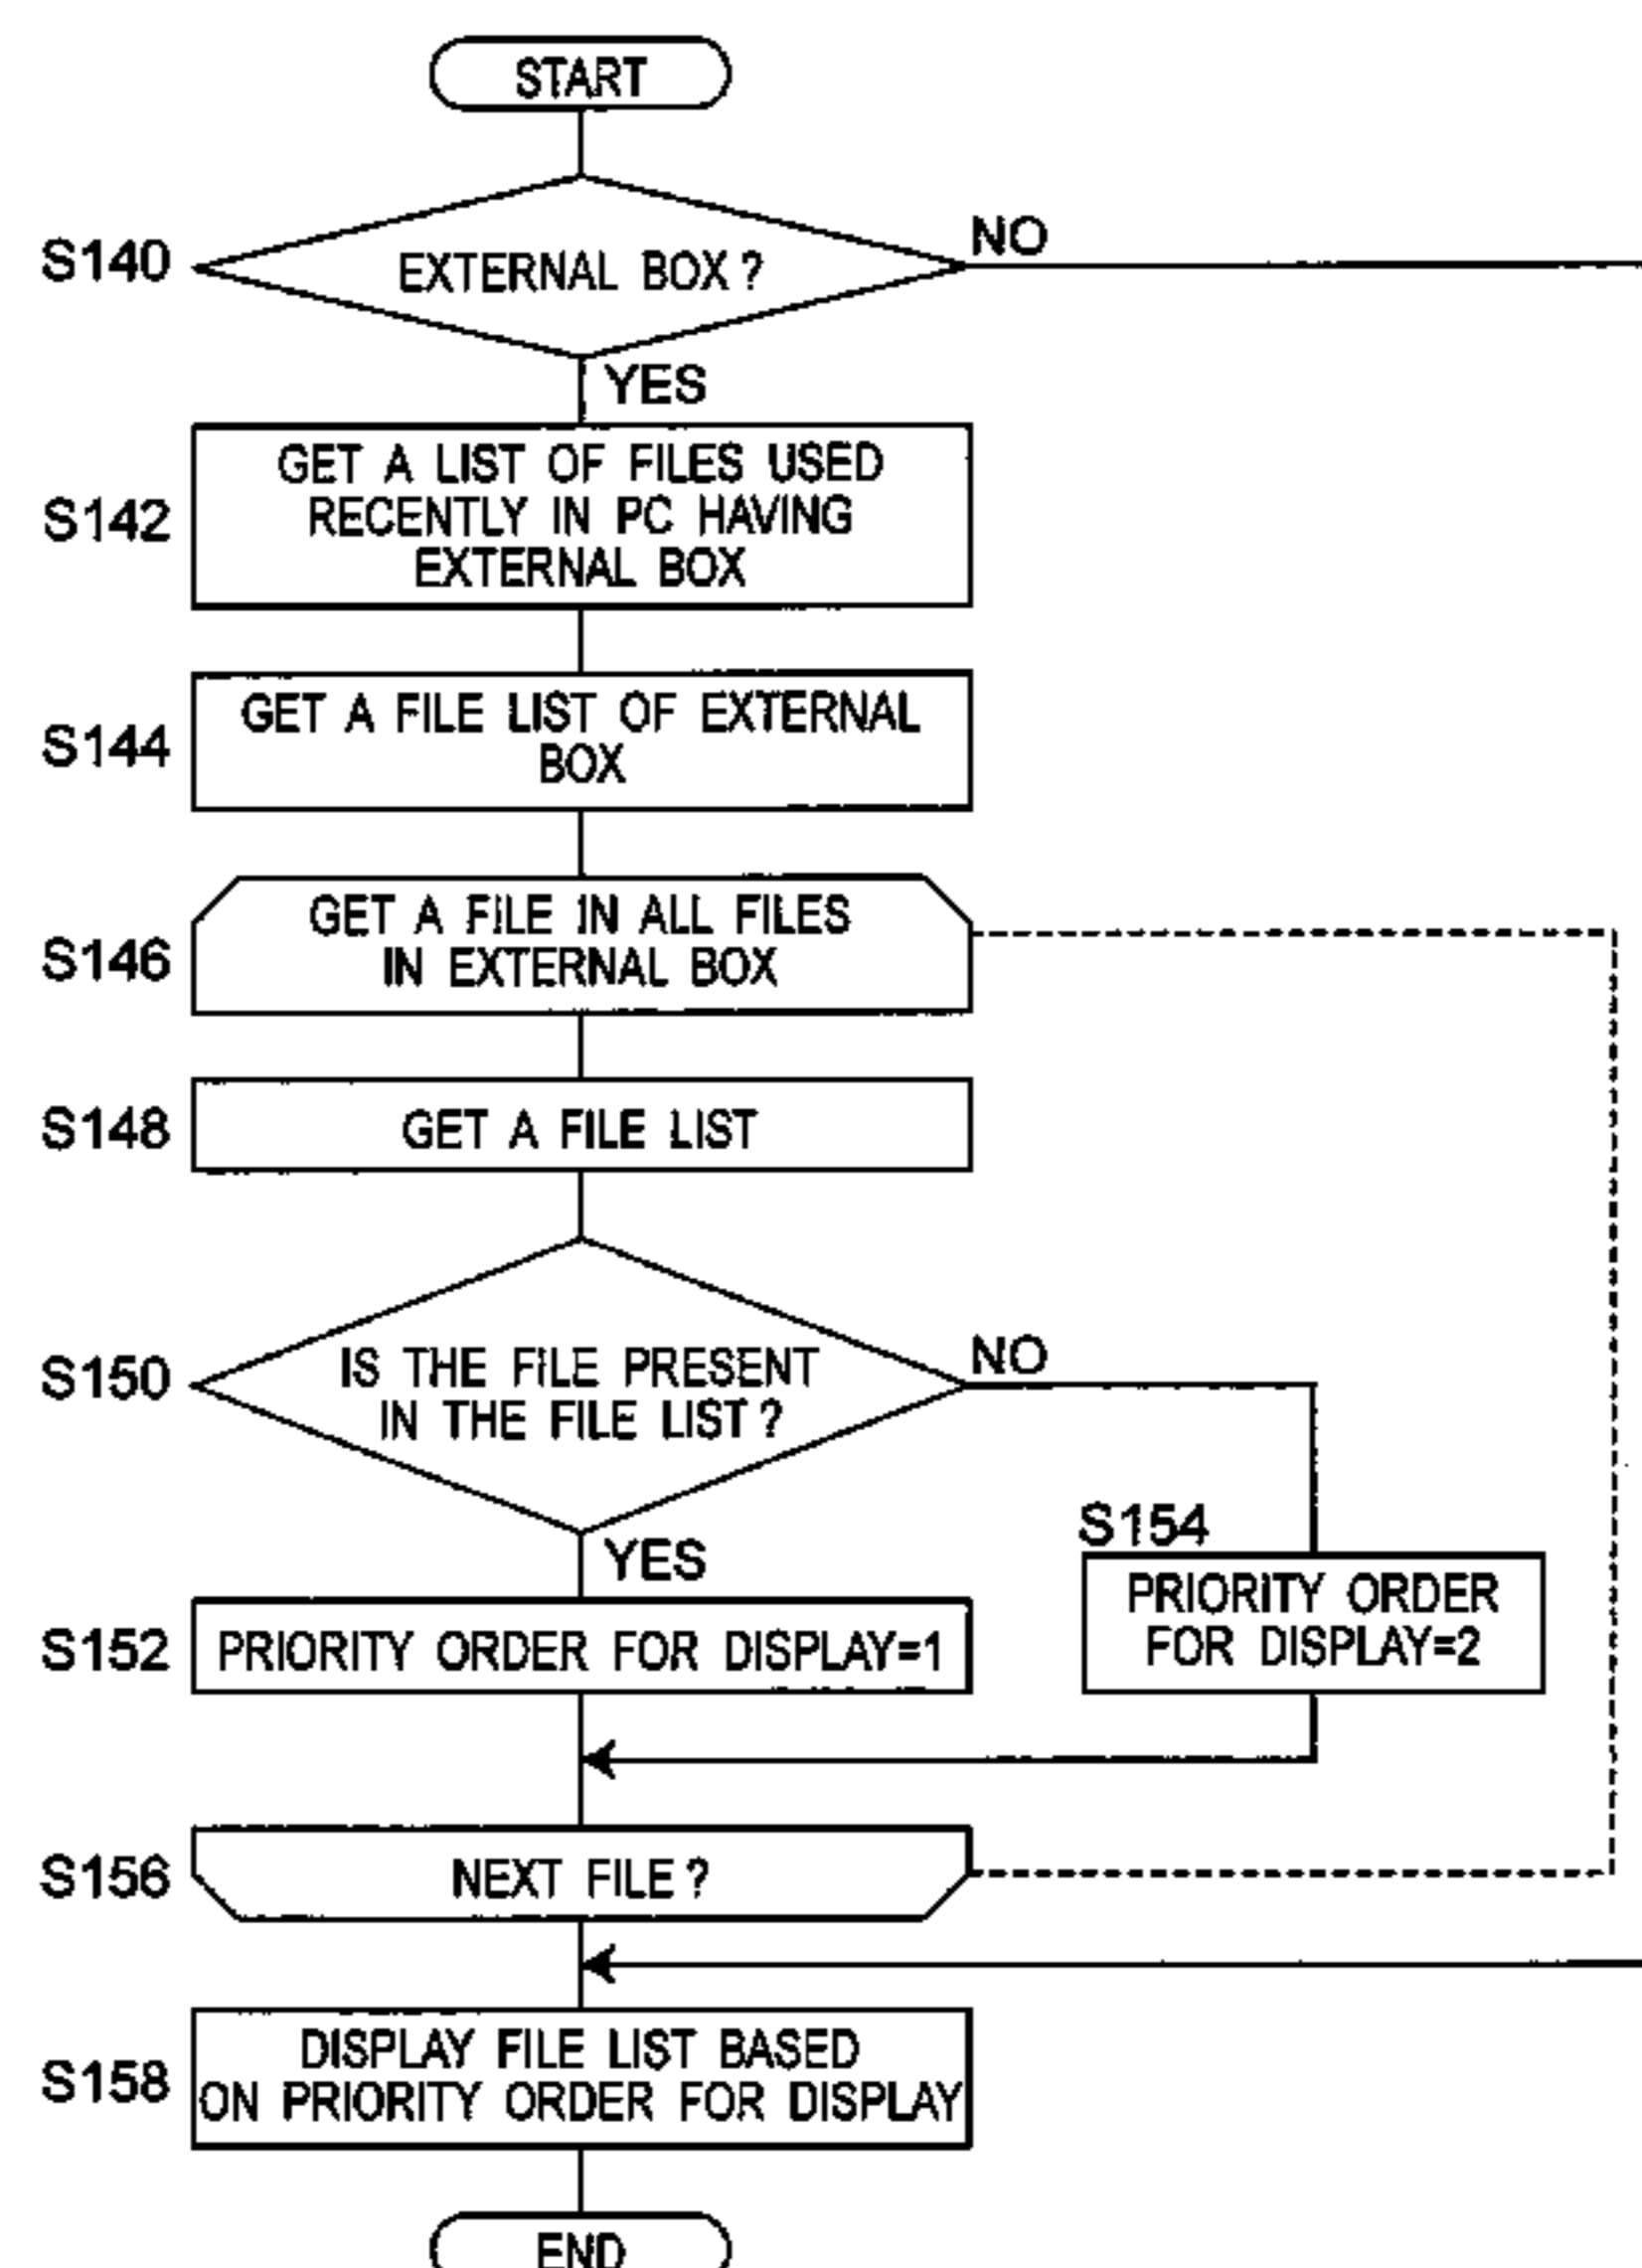 START
S140
EXTERNAL BOX?
NO
YES
S142
GET A LIST OF FILES USED
RECENTLY IN PC HAVING
EXTERNAL BOX
S144
GET A FILE LIST OF EXTERNAL
BOX
S146
GET A FILE IN ALL FILES
IN EXTERNAL BOX
S148
GET A FILE LIST
S150
IS THE FILE PRESENT
IN THE FILE LIST?
NO
YES
S154
PRIORITY ORDER
FOR DISPLAY=2
S152
PRIORITY ORDER FOR DISPLAY=1
S156
NEXT FILE?
S158
DISPLAY FILE LIST BASED
ON PRIORITY ORDER FOR DISPLAY
END